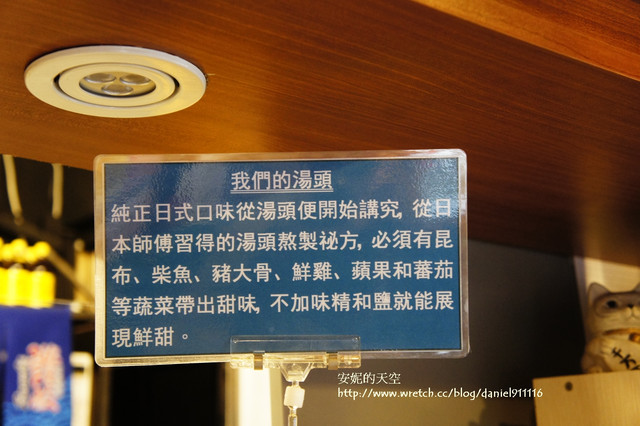 我們的湯頭
純正日式口味從湯頭便開始講究, 從日
本師傅習得的湯頭熬製祕方, 必須有昆
布、柴魚、豬大骨、鮮雞、蘋果和蕃茄
等蔬菜帶出甜味, 不加味精和鹽就能展
現鮮甜。
安妮的天空
http://www.wretch.cc/blog/daniel911116